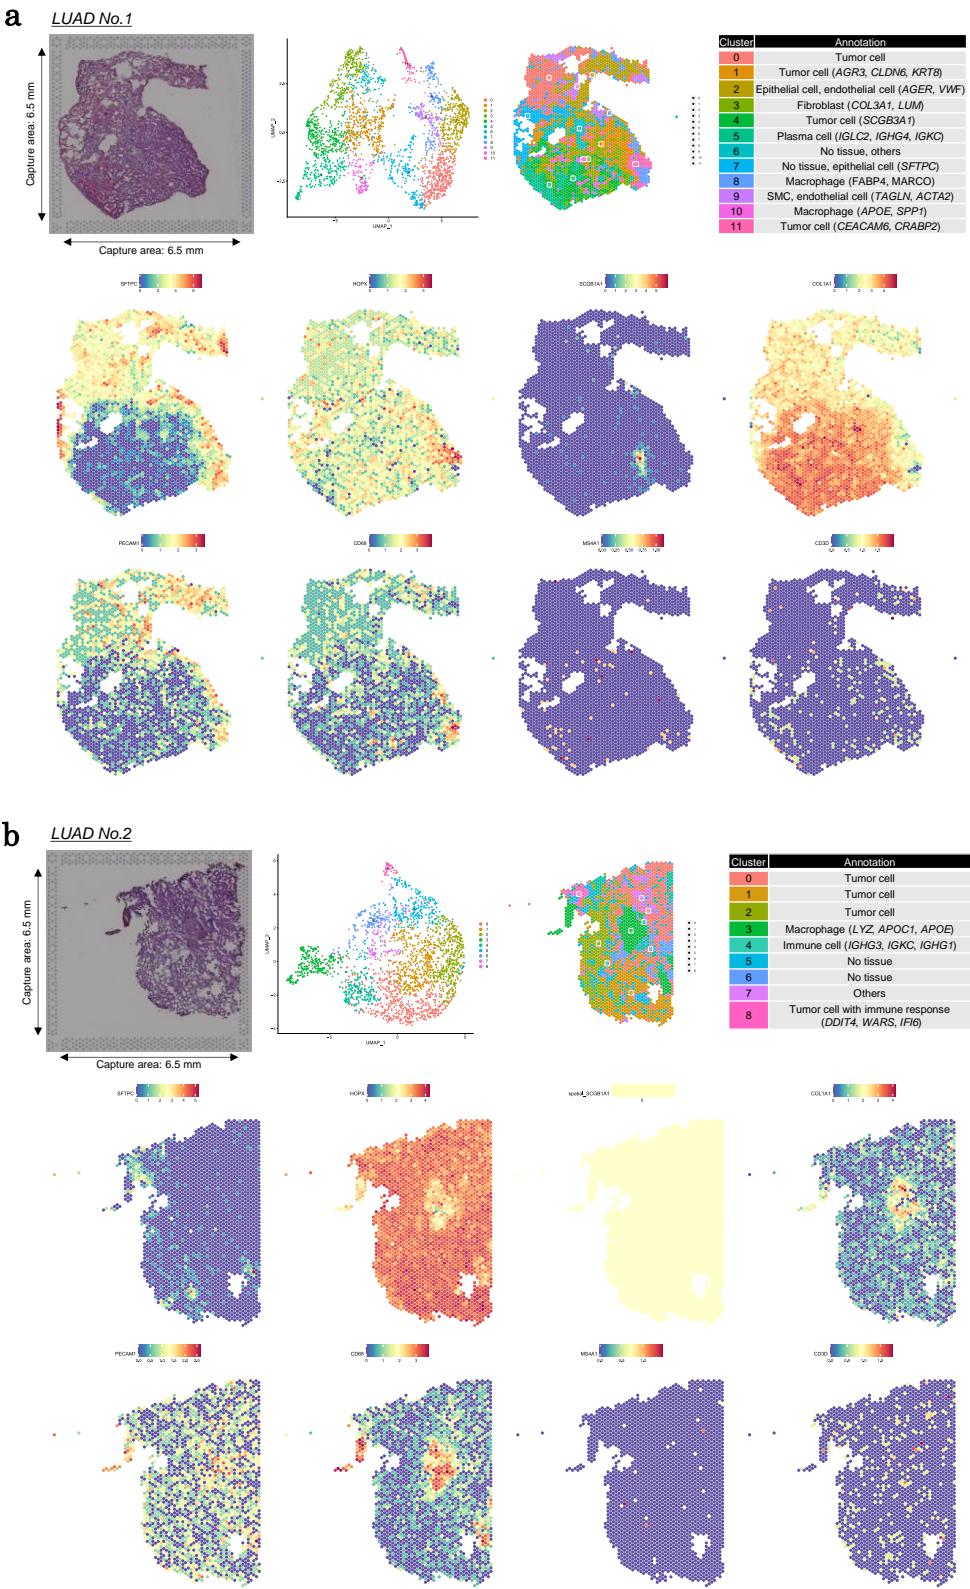 a
LUAD No.1
Capture area: 6.5 mm
Capture area: 6.5 mm
UMAP_2
UMAP_1
Cluster Annotation
0 Tumor cell
1 Tumor cell (AGR3, CLDN6, KRT8)
2 Epithelial cell, endothelial cell (AGER, VWF)
3 Fibroblast (COL3A1, LUM)
4 Tumor cell (SCGB3A1)
5 Plasma cell (IGLC2, IGHG4, IGKC)
6 No tissue, others
7 No tissue, epithelial cell (SFTPC)
8 Macrophage (FABP4, MARCO)
9 SMC, endothelial cell (TAGLN, ACTA2)
10 Macrophage (APOE, SPP1)
11 Tumor cell (CEACAM6, CRABP2)
SFTPC
HOPX
SCGB1A1
COL1A1
PECAM1
CD68
MS4A1
CD3D
b
LUAD No.2
Capture area: 6.5 mm
Capture area: 6.5 mm
UMAP_2
UMAP_1
Cluster Annotation
0 Tumor cell
1 Tumor cell
2 Tumor cell
3 Macrophage (LYZ, APOC1, APOE)
4 Immune cell (IGHG3, IGKC, IGHG1)
5 No tissue
6 No tissue
7 Others
8 Tumor cell with immune response
(DDIT4, WARS, IFI6)
SFTPC
HOPX
spatial_SCGB1A1
COL1A1
PECAM1
CD68
MS4A1
CD3D